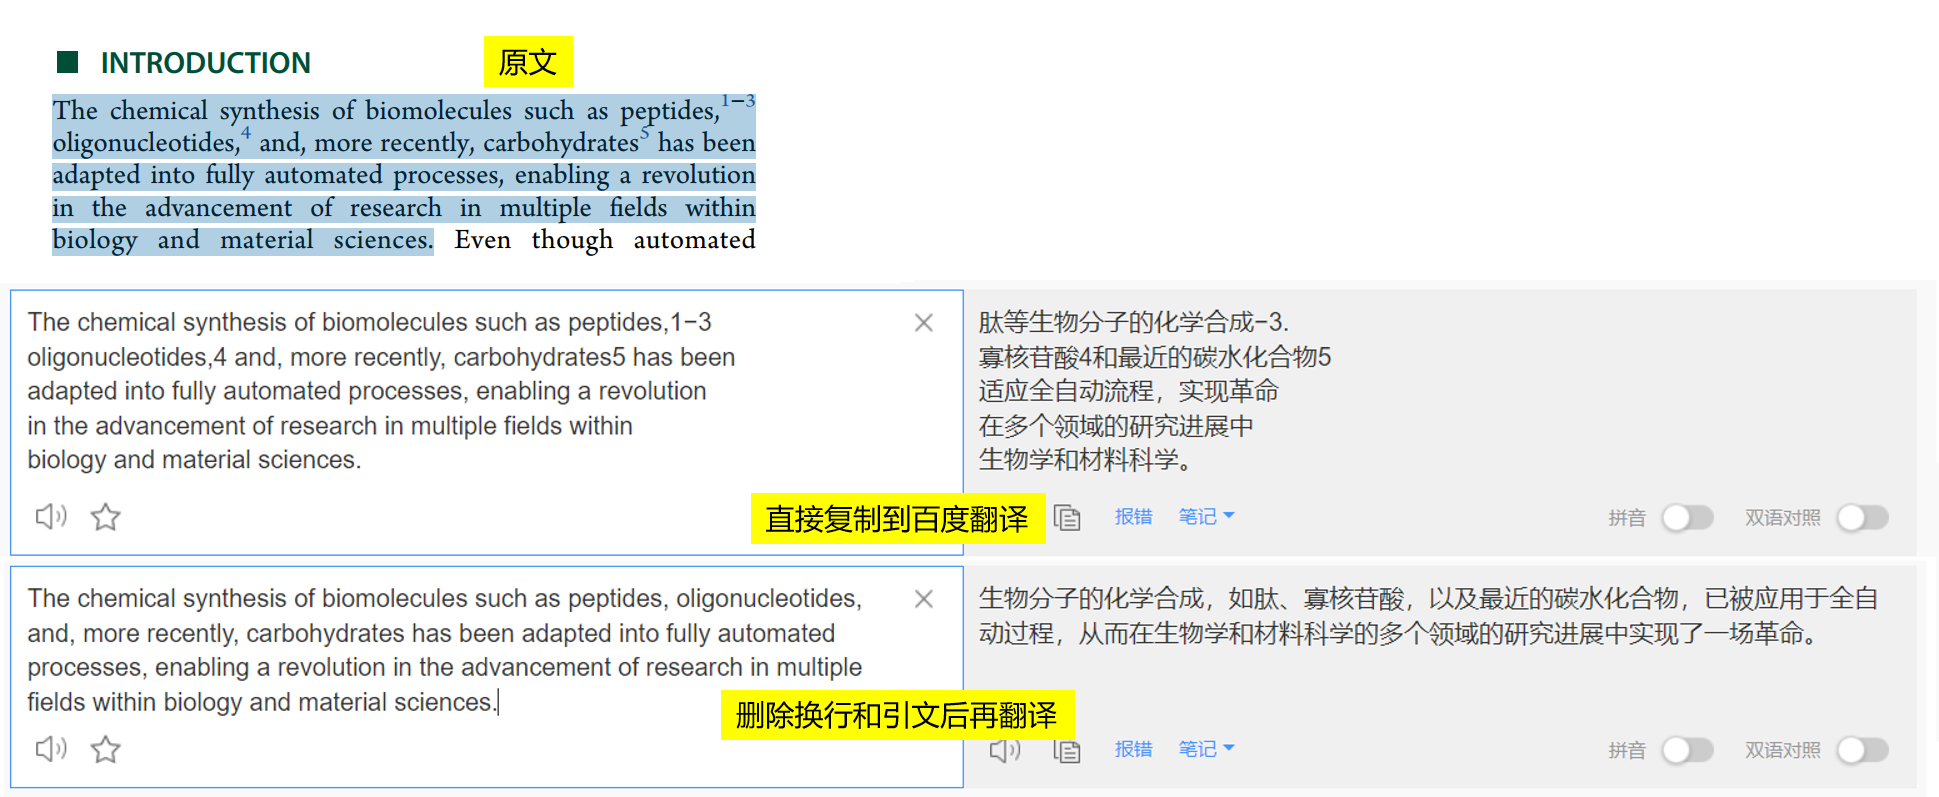 ■ INTRODUCTION
原文
The chemical synthesis of biomolecules such as peptides,1−3
oligonucleotides,4 and, more recently, carbohydrates5 has been
adapted into fully automated processes, enabling a revolution
in the advancement of research in multiple fields within
biology and material sciences. Even though automated
The chemical synthesis of biomolecules such as peptides,1−3
oligonucleotides,4 and, more recently, carbohydrates5 has been
adapted into fully automated processes, enabling a revolution
in the advancement of research in multiple fields within
biology and material sciences.
肽等生物分子的化学合成−3.
寡核苷酸4和最近的碳水化合物5
适应全自动流程，实现革命
在多个领域的研究进展中
生物学和材料科学。
直接复制到百度翻译
报错 笔记
拼音
双语对照
The chemical synthesis of biomolecules such as peptides, oligonucleotides,
and, more recently, carbohydrates has been adapted into fully automated
processes, enabling a revolution in the advancement of research in multiple
fields within biology and material sciences.
生物分子的化学合成，如肽、寡核苷酸，以及最近的碳水化合物，已被应用于全自
动过程，从而在生物学和材料科学的多个领域的研究进展中实现了一场革命。
删除换行和引文后再翻译
报错 笔记
拼音
双语对照